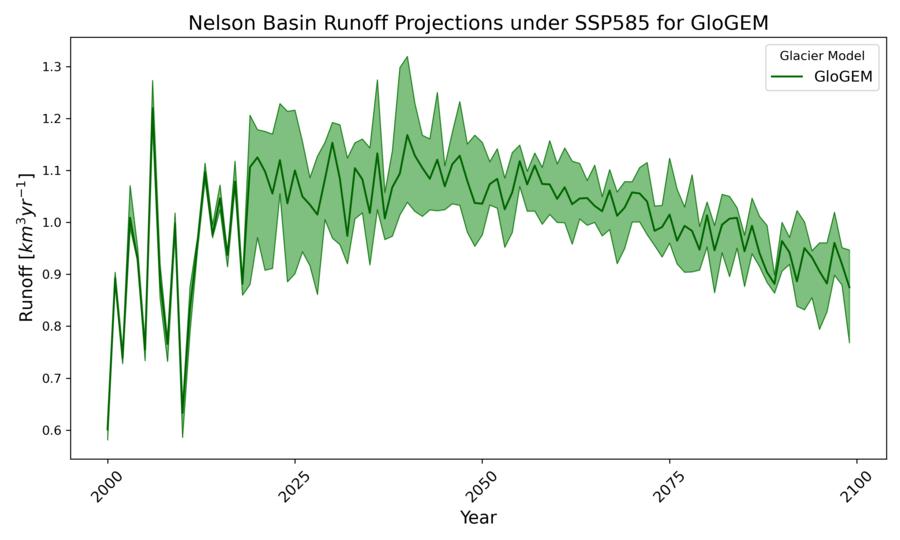 Nelson Basin Runoff Projections under SSP585 for GloGEM
Glacier Model
GloGEM
1.3
1.2
1.1
1.0
0.9
0.8
0.7
0.6
Runoff [km³yr⁻¹]
2000
2025
2050
2075
2100
Year